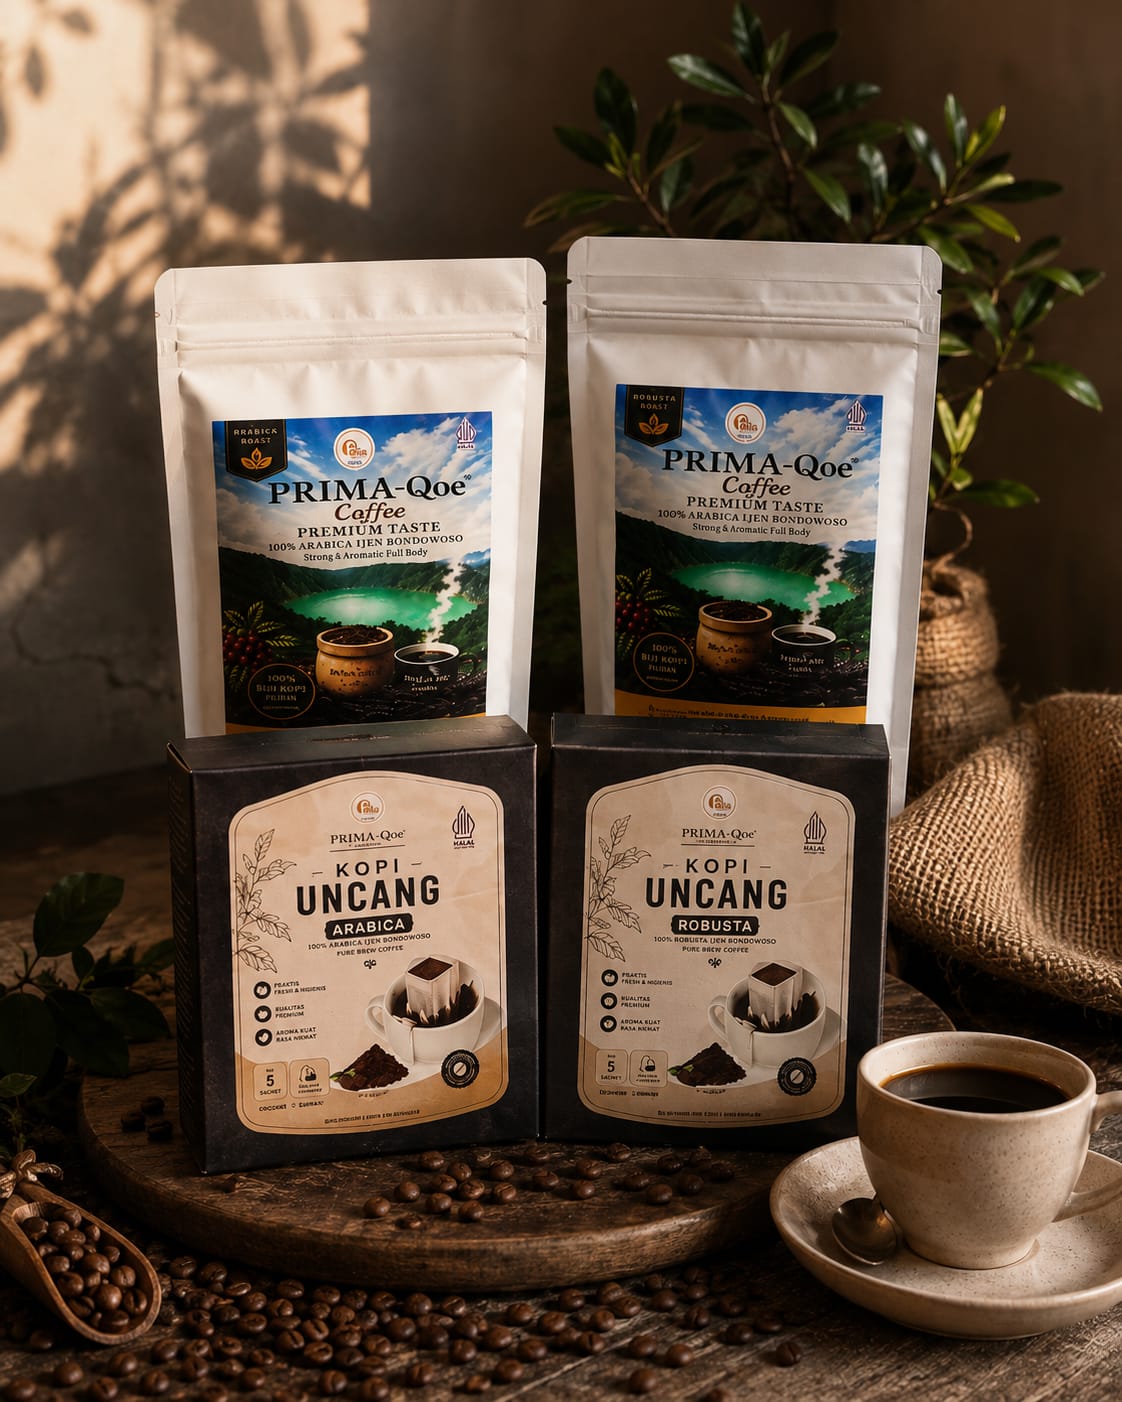 ARABICA
ROAST
PRIMA-Qoe
Coffee
PREMIUM TASTE
100% ARABICA IJEN BONDOWOSO
Strong & Aromatic Full Body
100%
BIJI KOPI
PILIHAN
ROBUSTA
ROAST
PRIMA-Qoe
Coffee
PREMIUM TASTE
100% ARABICA IJEN BONDOWOSO
Strong & Aromatic Full Body
100%
BIJI KOPI
PILIHAN
PRIMA-Qoe
HALAL
KOPI
UNCANG
ARABICA
100% ARABICA IJEN BONDOWOSO
PURE BREW COFFEE
PRAKTIS
FRESH & HIGIENIS
KUALITAS
PREMIUM
AROMA KUAT
RASA NIKMAT
5
SACHET
PRIMA-Qoe
HALAL
KOPI
UNCANG
ROBUSTA
100% ROBUSTA IJEN BONDOWOSO
PURE BREW COFFEE
PRAKTIS
FRESH & HIGIENIS
KUALITAS
PREMIUM
AROMA KUAT
RASA NIKMAT
5
SACHET